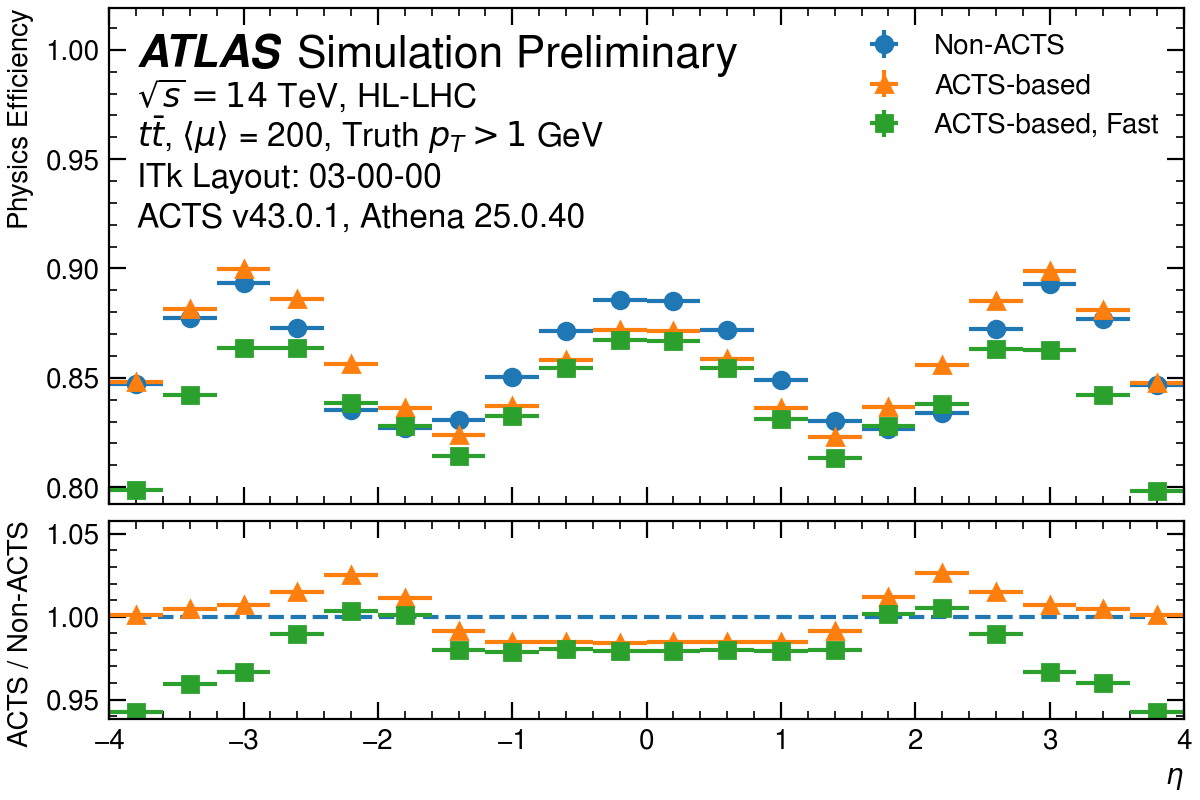 ATLAS Simulation Preliminary
√s = 14 TeV, HL-LHC
tt̄, ⟨μ⟩ = 200, Truth p_T > 1 GeV
ITk Layout: 03-00-00
ACTS v43.0.1, Athena 25.0.40
Non-ACTS
ACTS-based
ACTS-based, Fast
Physics Efficiency
1.00
0.95
0.90
0.85
0.80
ACTS / Non-ACTS
1.05
1.00
0.95
−4 −3 −2 −1 0 1 2 3 4
η